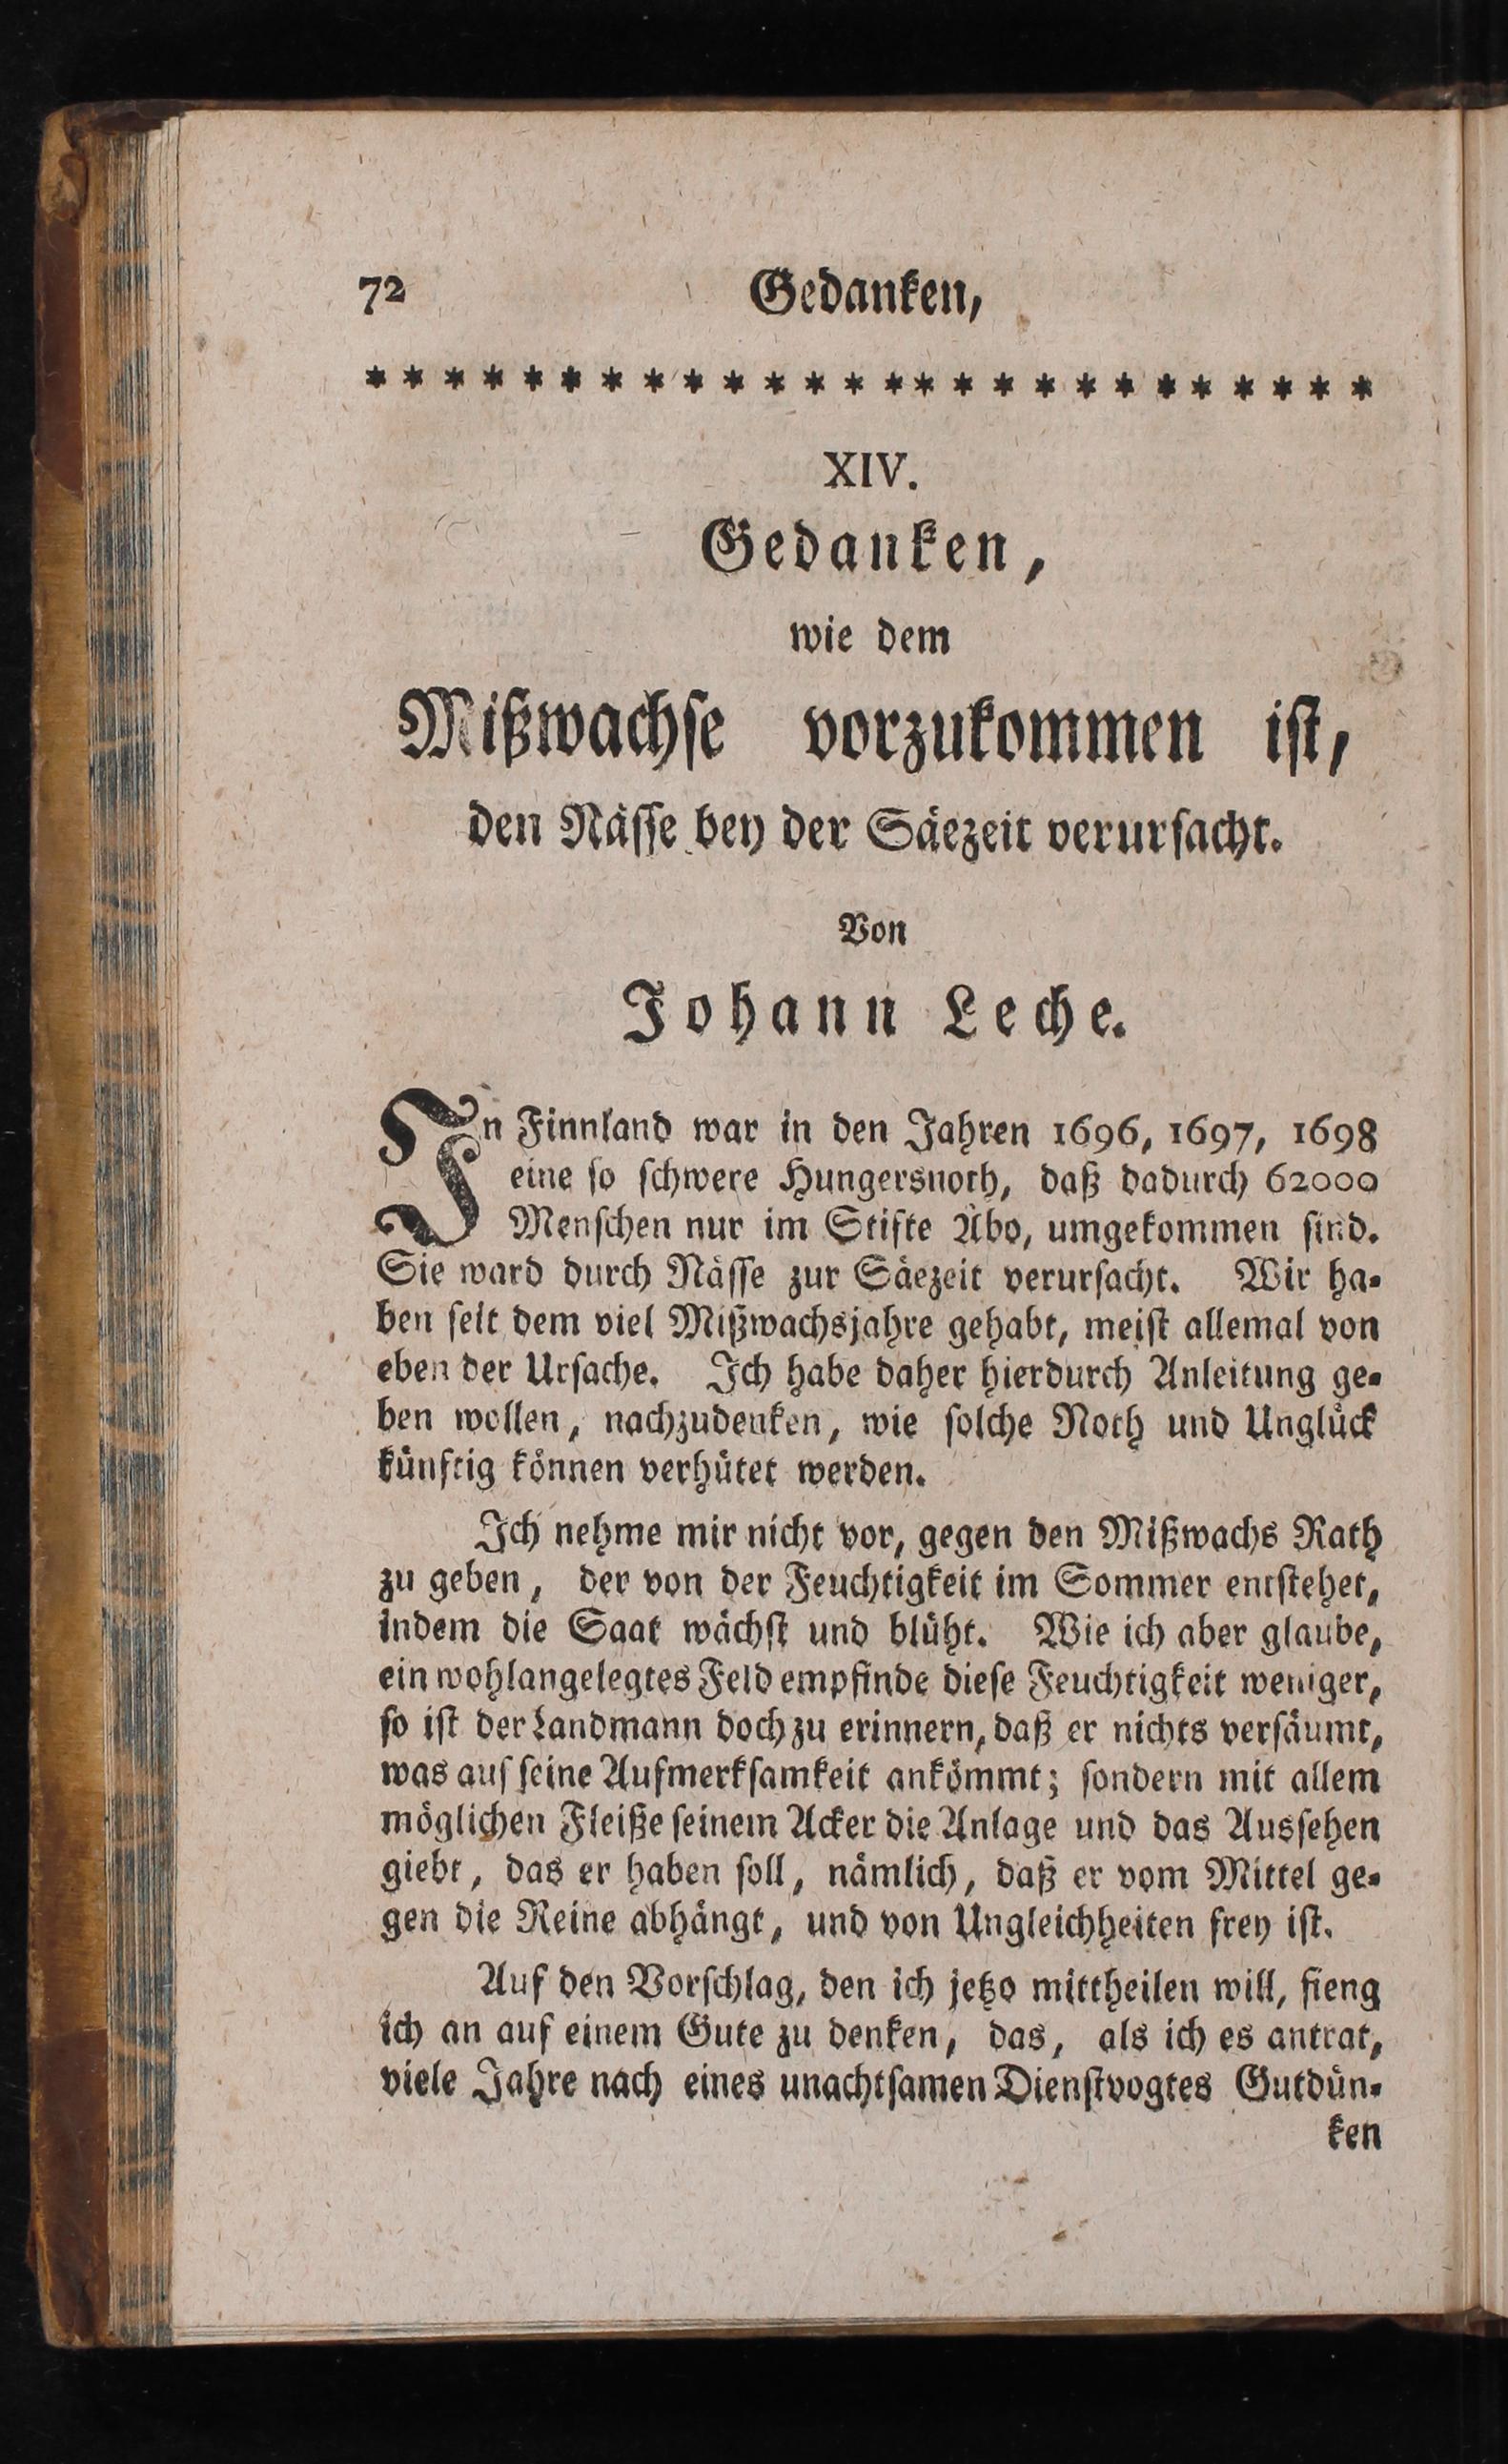 72 Gedanken,
* * * * * * * * * * * * * * * * * * * * * * * * * *
XIV.
Gedanken,
wie dem
Mißwachse vorzukommen ist,
den Nässe bey der Säezeit verursacht.
Von
Johann Leche.
In Finnland war in den Jahren 1696, 1697, 1698
eine so schwere Hungersnoth, daß dadurch 62000
Menschen nur im Stifte Åbo, umgekommen sind.
Sie ward durch Nässe zur Säezeit verursacht. Wir ha-
ben seit dem viel Mißwachsjahre gehabt, meist allemal von
eben der Ursache. Ich habe daher hierdurch Anleitung ge-
ben wollen, nachzudenken, wie solche Noth und Unglück
künftig können verhütet werden.
Ich nehme mir nicht vor, gegen den Mißwachs Rath
zu geben, der von der Feuchtigkeit im Sommer entstehet,
indem die Saat wächst und blüht. Wie ich aber glaube,
ein wohlangelegtes Feld empfinde diese Feuchtigkeit weniger,
so ist der Landmann doch zu erinnern, daß er nichts versäumt,
was auf seine Aufmerksamkeit ankömmt; sondern mit allem
möglichen Fleiße seinem Acker die Anlage und das Aussehen
giebt, das er haben soll, nämlich, daß er vom Mittel ge-
gen die Reine abhängt, und von Ungleichheiten frey ist.
Auf den Vorschlag, den ich jetzo mittheilen will, fieng
ich an auf einem Gute zu denken, das, als ich es antrat,
viele Jahre nach eines unachtsamen Dienstvogtes Gutdün-
ken